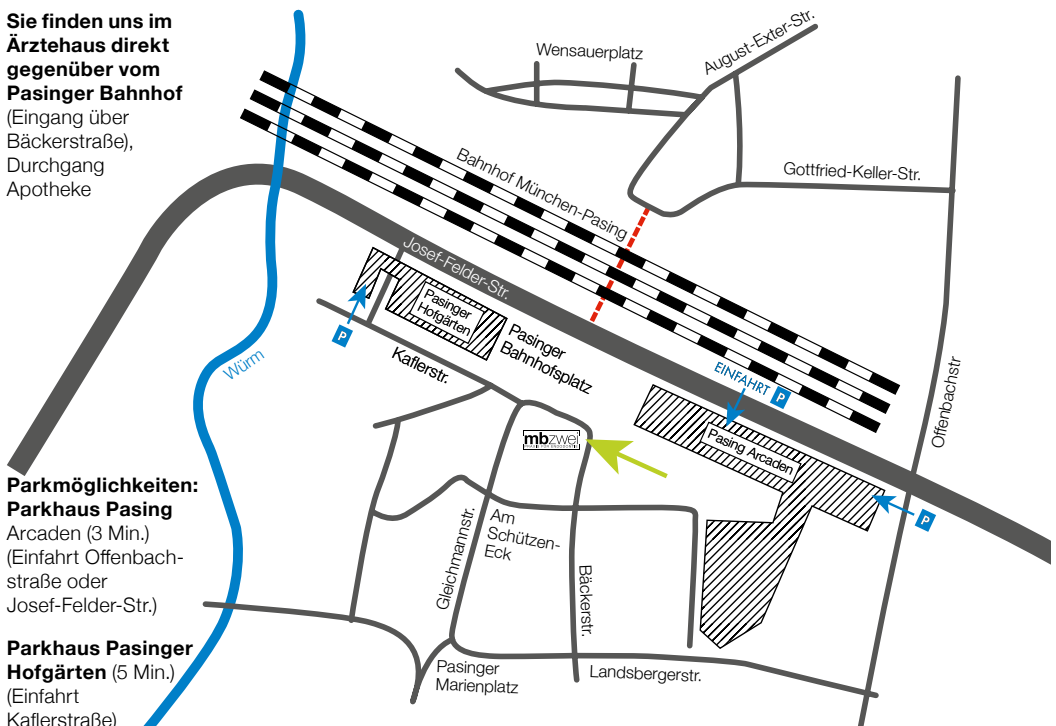 Sie finden uns im
Ärztehaus direkt
gegenüber vom
Pasinger Bahnhof
(Eingang über
Bäckerstraße),
Durchgang
Apotheke
Wensauerplatz
August-Exter-Str.
Gottfried-Keller-Str.
Bahnhof München-Pasing
Josef-Felder-Str.
Pasinger
Hofgärten
Pasinger
Bahnhofsplatz
P
Kaflerstr.
Würm
EINFAHRT P
Pasing Arcaden
P
Offenbachstr
mbzwei
Am
Schützen-
Eck
Gleichmannstr.
Bäckerstr.
Pasinger
Marienplatz
Landsbergerstr.
Parkmöglichkeiten:
Parkhaus Pasing
Arcaden (3 Min.)
(Einfahrt Offenbach-
straße oder
Josef-Felder-Str.)
Parkhaus Pasinger
Hofgärten (5 Min.)
(Einfahrt
Kaflerstraße)